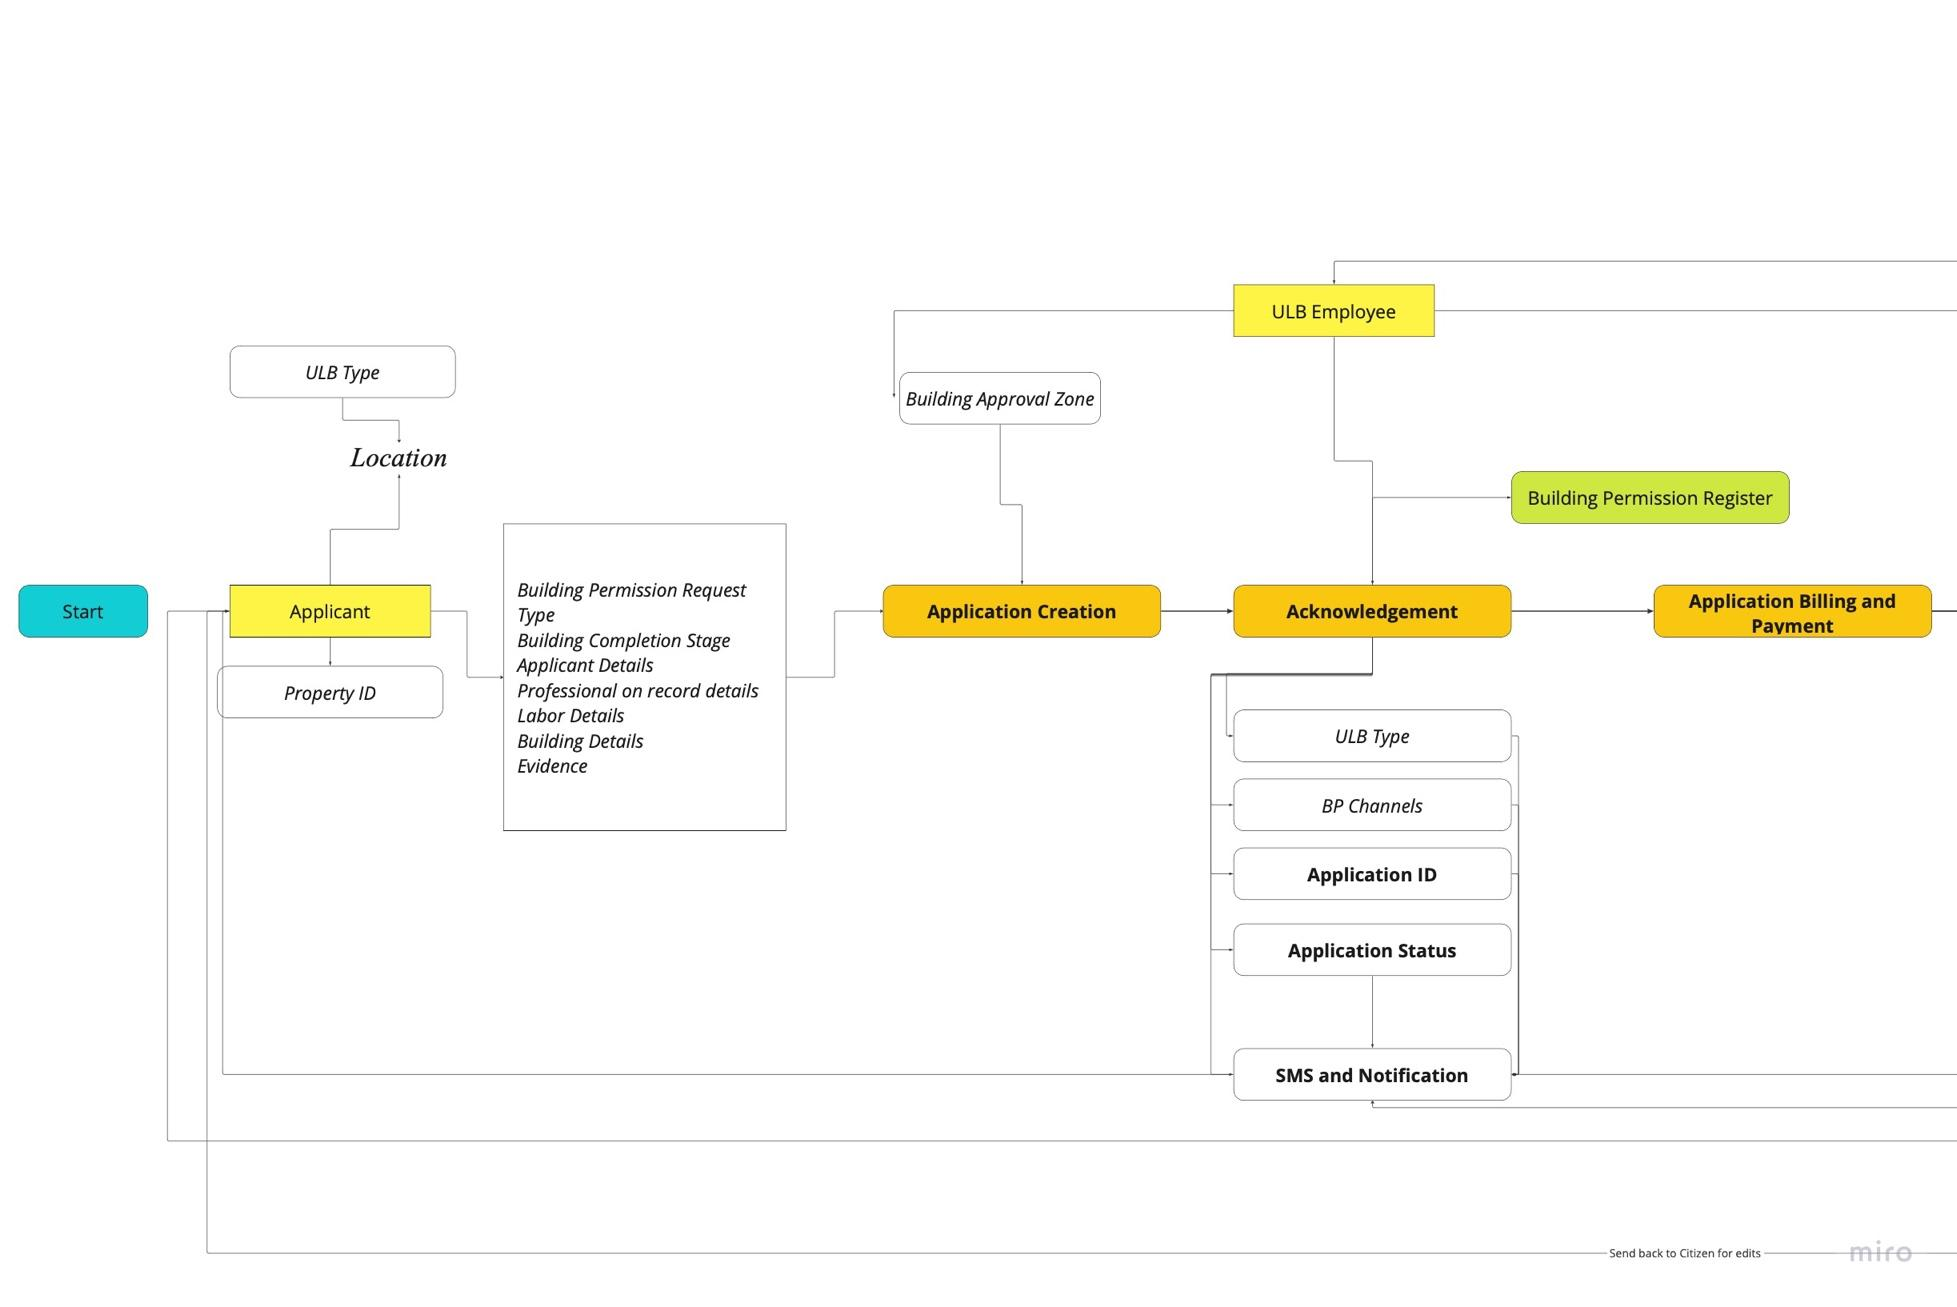 ULB Employee
ULB Type
Building Approval Zone
Location
Building Permission Register
Start
Applicant
Building Permission Request
Type
Building Completion Stage
Applicant Details
Professional on record details
Labor Details
Building Details
Evidence
Application Creation
Acknowledgement
Application Billing and
Payment
Property ID
ULB Type
BP Channels
Application ID
Application Status
SMS and Notification
Send back to Citizen for edits
miro